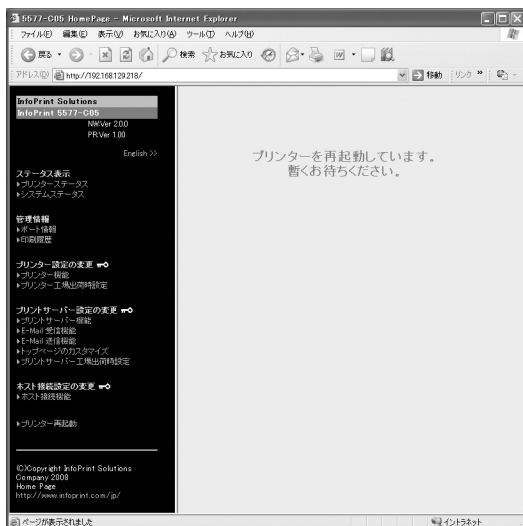 5577-C05 HomePage - Microsoft Internet Explorer
ファイル(F) 編集(E) 表示(V) お気に入り(A) ツール(T) ヘルプ(H)
戻る 検索 お気に入り
アドレス(D) http://192.168.129.218/ 移動 リンク »
InfoPrint Solutions
InfoPrint 5577-C05
NW.Ver 2.0.0
PR.Ver 1.00
English >>
プリンターを再起動しています。
暫くお待ちください。
ステータス表示
プリンターステータス
システムステータス
管理情報
ポート情報
印刷履歴
プリンター設定の変更
プリンター機能
プリンター工場出荷時設定
プリントサーバー設定の変更
プリントサーバー機能
E-Mail 受信機能
E-Mail 送信機能
トップページのカスタマイズ
プリントサーバー工場出荷時設定
ホスト接続設定の変更
ホスト接続機能
プリンター再起動
(C)Copyright InfoPrint Solutions
Company 2008
Home Page
http://www.infoprint.com/jp/
ページが表示されました イントラネット